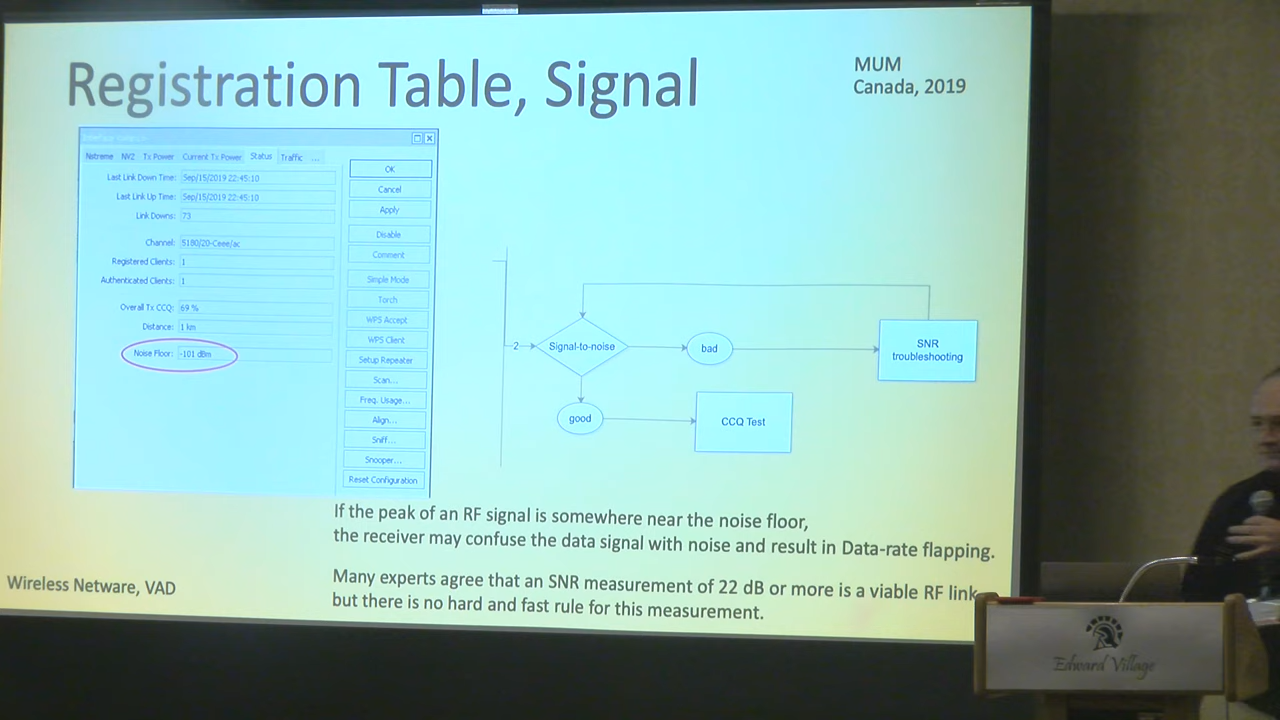 Registration Table, Signal
MUM
Canada, 2019
Nstreme NV2 Tx Power Current Tx Power Status Traffic ...
Last Link Down Time: Sep/15/2019 22:45:10
Last Link Up Time: Sep/15/2019 22:45:10
Link Downs: 73
Channel: 5180/20-Ceee/ac
Registered Clients: 1
Authenticated Clients: 1
Overall Tx CCQ: 69 %
Distance: 1 km
Noise Floor: -101 dBm
OK
Cancel
Apply
Disable
Comment
Simple Mode
Torch
WPS Accept
WPS Client
Setup Repeater
Scan...
Freq. Usage...
Align...
Sniff...
Snooper...
Reset Configuration
2
Signal-to-noise
bad
SNR
troubleshooting
good
CCQ Test
If the peak of an RF signal is somewhere near the noise floor,
the receiver may confuse the data signal with noise and result in Data-rate flapping.
Many experts agree that an SNR measurement of 22 dB or more is a viable RF link
but there is no hard and fast rule for this measurement.
Wireless Netware, VAD
Edward Village